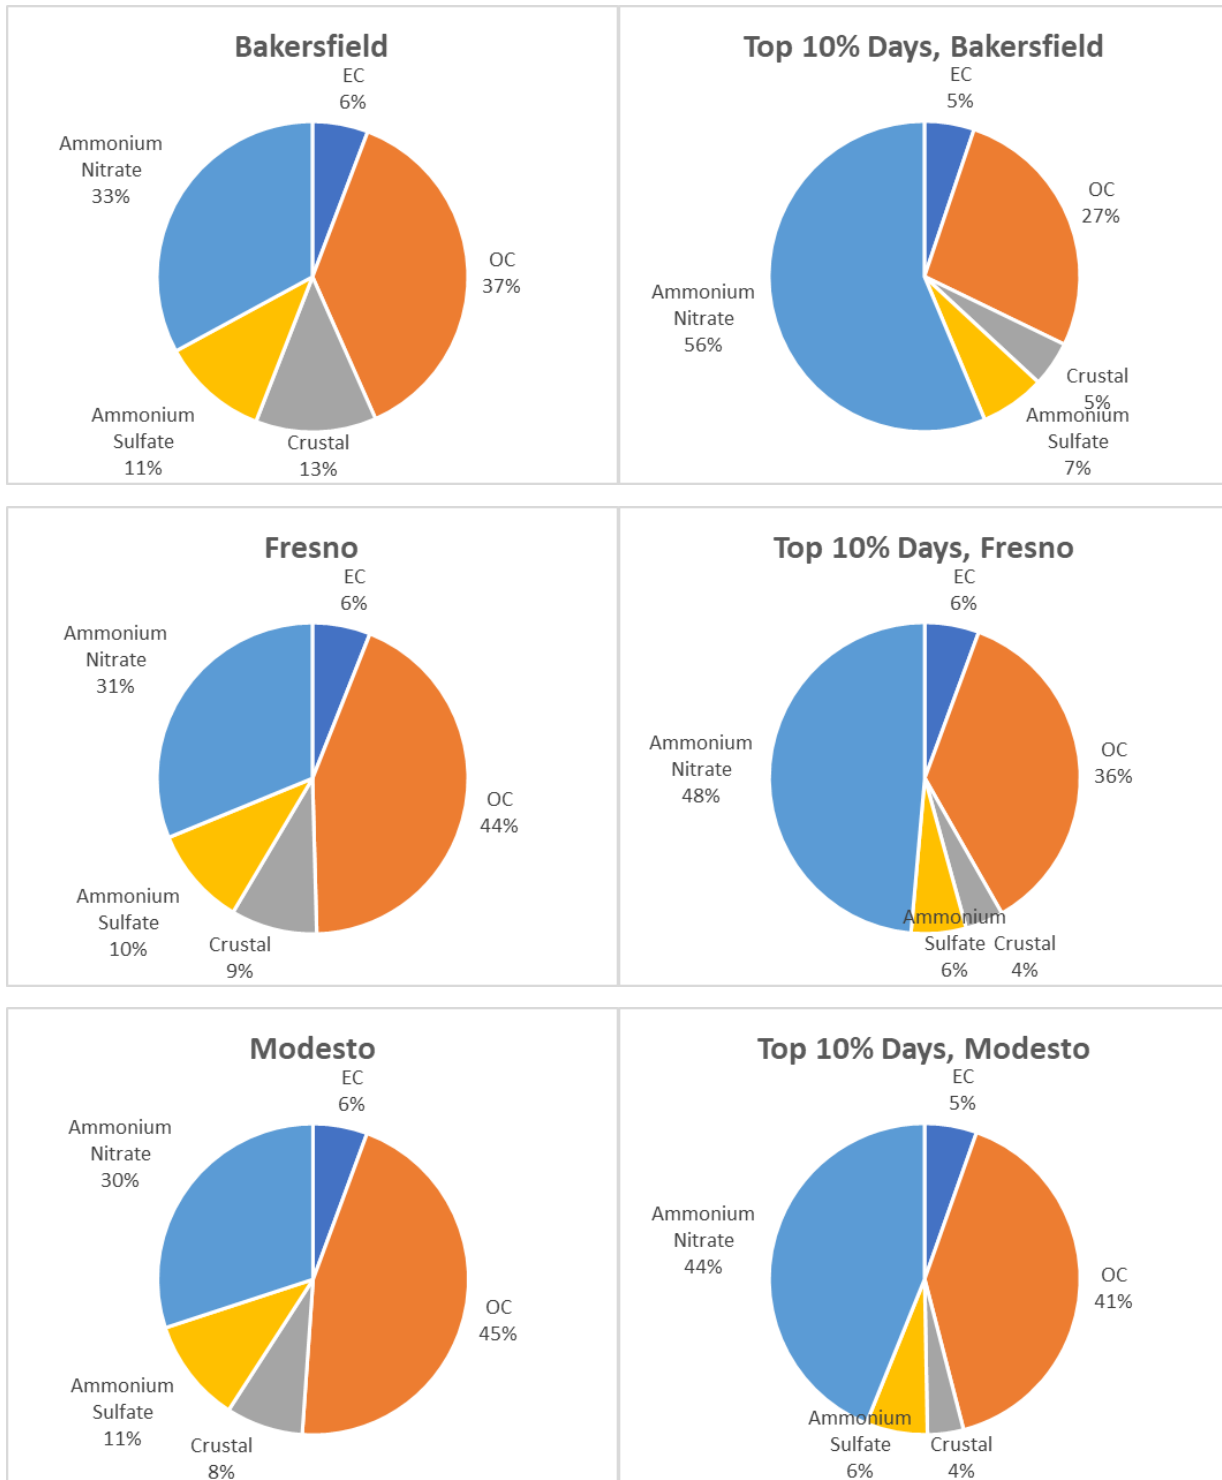 Bakersfield
EC
6%
Ammonium
Nitrate
33%
OC
37%
Ammonium
Sulfate
11%
Crustal
13%
Top 10% Days, Bakersfield
EC
5%
OC
27%
Ammonium
Nitrate
56%
Crustal
5%
Ammonium
Sulfate
7%
Fresno
EC
6%
Ammonium
Nitrate
31%
OC
44%
Ammonium
Sulfate
10%
Crustal
9%
Top 10% Days, Fresno
EC
6%
Ammonium
Nitrate
48%
OC
36%
Ammonium
Sulfate
6%
Crustal
4%
Modesto
EC
6%
Ammonium
Nitrate
30%
OC
45%
Ammonium
Sulfate
11%
Crustal
8%
Top 10% Days, Modesto
EC
5%
Ammonium
Nitrate
44%
OC
41%
Ammonium
Sulfate
6%
Crustal
4%